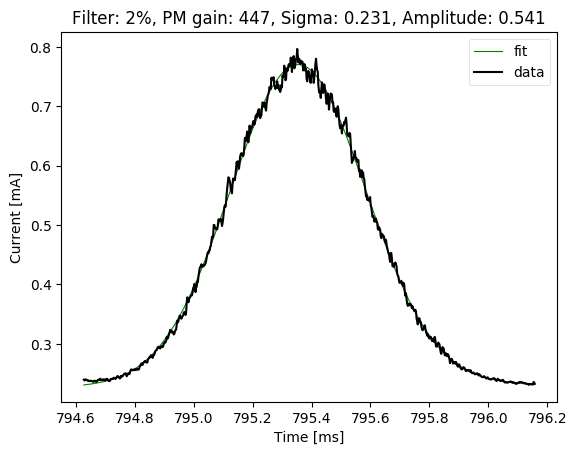 Filter: 2%, PM gain: 447, Sigma: 0.231, Amplitude: 0.541
fit
data
Current [mA]
0.8
0.7
0.6
0.5
0.4
0.3
794.6 794.8 795.0 795.2 795.4 795.6 795.8 796.0 796.2
Time [ms]